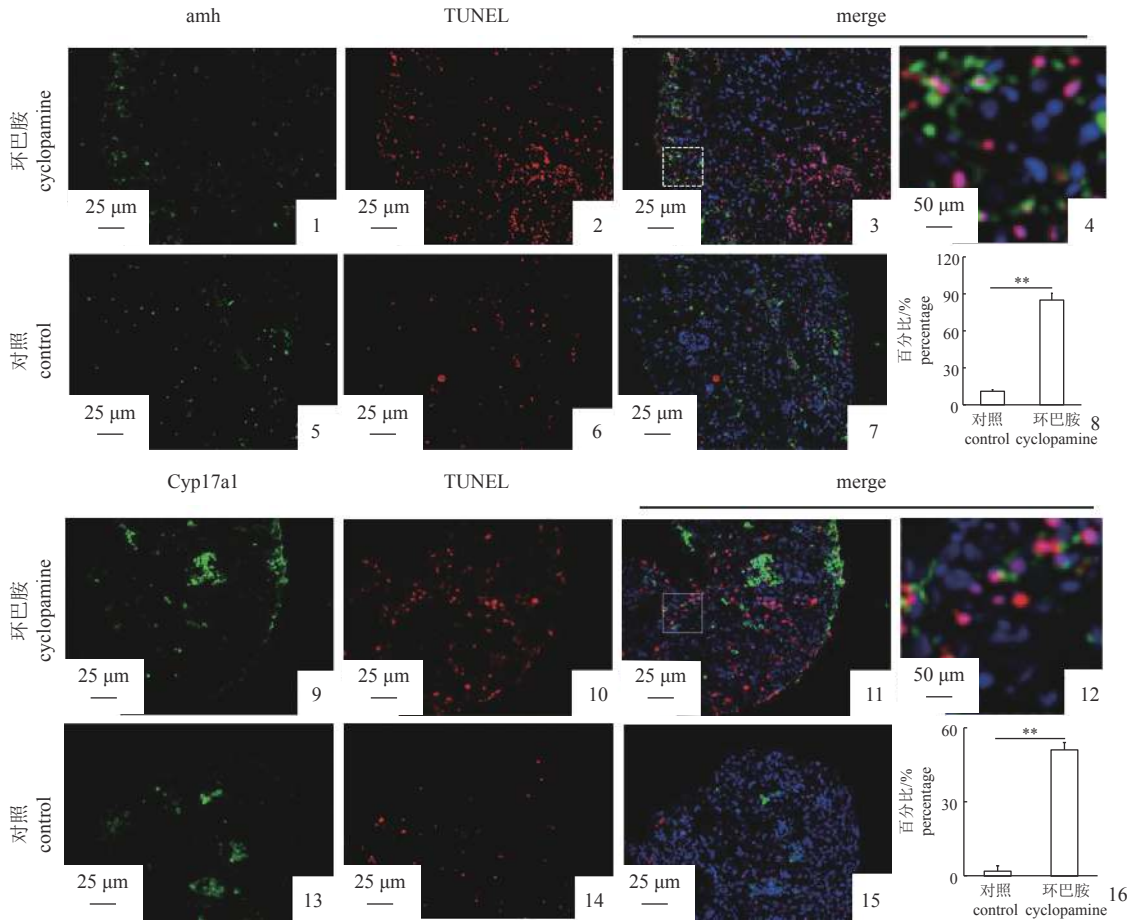 amh TUNEL merge
环巴胺
cyclopamine
25 μm 1
25 μm 2
25 μm 3
50 μm 4
对照
control
25 μm 5
25 μm 6
25 μm 7
百分比/%
percentage
120
90
60
30
0
**
对照 环巴胺
control cyclopamine
8
Cyp17a1 TUNEL merge
环巴胺
cyclopamine
25 μm 9
25 μm 10
25 μm 11
50 μm 12
对照
control
25 μm 13
25 μm 14
25 μm 15
百分比/%
percentage
60
30
0
**
对照 环巴胺
control cyclopamine
16